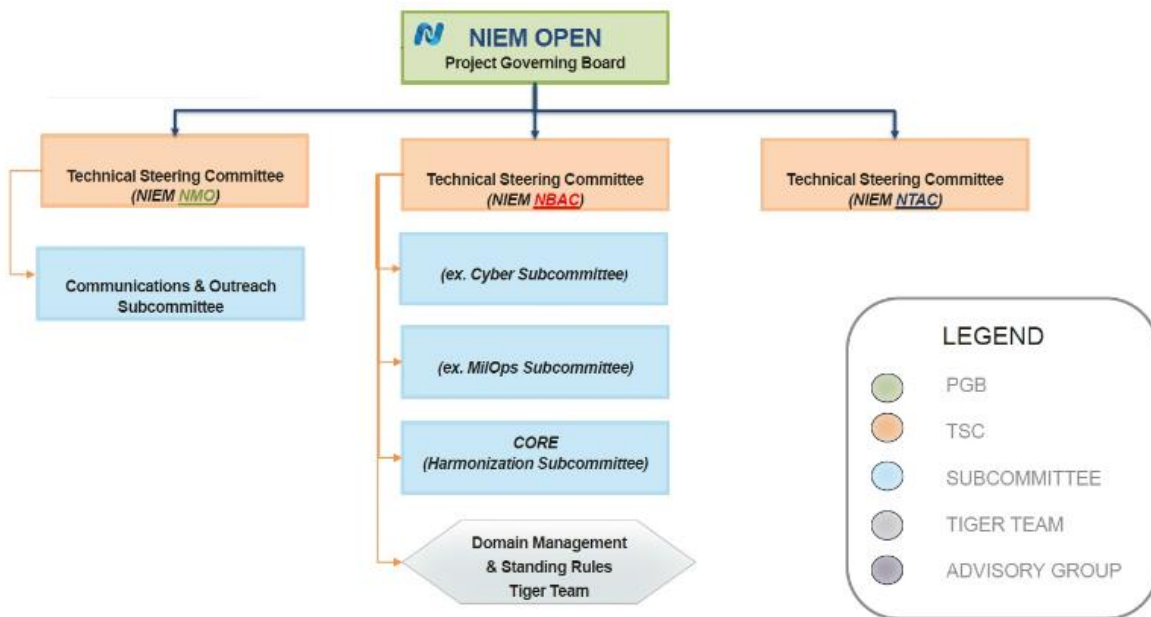 NIEM OPEN
Project Governing Board
Technical Steering Committee
(NIEM NMO)
Technical Steering Committee
(NIEM NBAC)
Technical Steering Committee
(NIEM NTAC)
Communications & Outreach
Subcommittee
(ex. Cyber Subcommittee)
(ex. MilOps Subcommittee)
CORE
(Harmonization Subcommittee)
Domain Management
& Standing Rules
Tiger Team
LEGEND
PGB
TSC
SUBCOMMITTEE
TIGER TEAM
ADVISORY GROUP